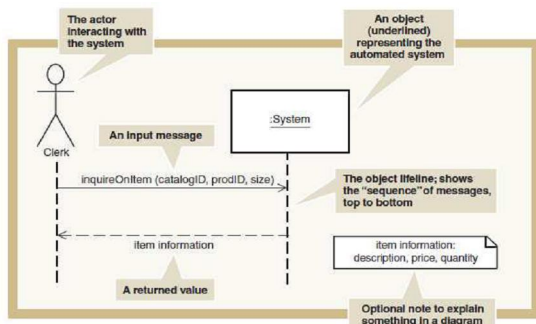 The actor
interacting with
the system
An object
(underlined)
representing the
automated system
:System
An input message
Clerk
inquireOnItem (catalogID, prodID, size)
The object lifeline; shows
the "sequence" of messages,
top to bottom
item information
item information:
description, price, quantity
A returned value
Optional note to explain
something in a diagram